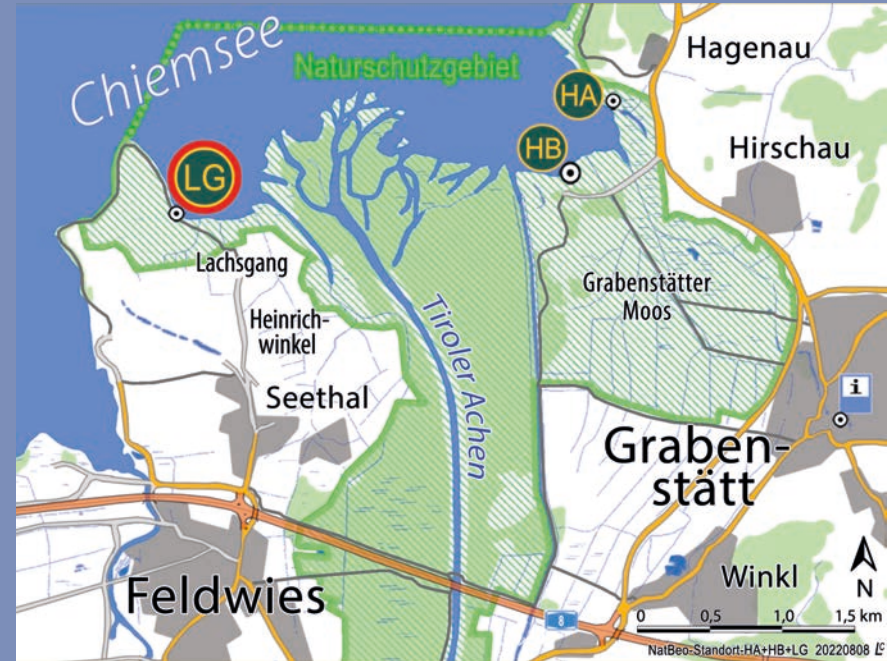 Chiemsee
Naturschutzgebiet
Hagenau
HA
HB
Hirschau
LG
Lachsgang
Grabenstätter
Moos
Heinrich-
winkel
Tiroler Achen
Seethal
i
Graben-
stätt
Feldwies
8
Winkl
N
0 0,5 1,0 1,5 km
NatBeo-Standort-HA+HB+LG 20220808